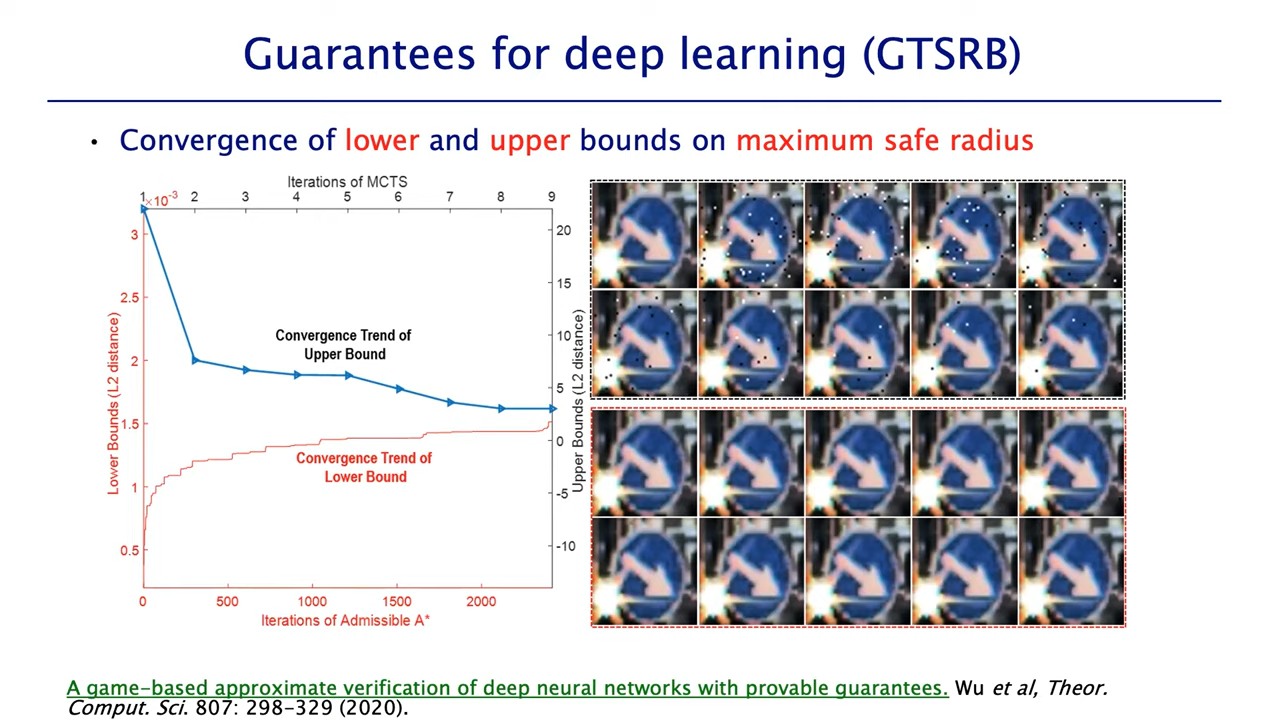 Guarantees for deep learning (GTSRB)
• Convergence of lower and upper bounds on maximum safe radius
Iterations of MCTS
1 2 3 4 5 6 7 8 9
×10⁻³
3
2.5
2
1.5
1
0.5
Lower Bounds (L2 distance)
20
15
10
5
0
-5
-10
Upper Bounds (L2 distance)
Convergence Trend of
Upper Bound
Convergence Trend of
Lower Bound
0 500 1000 1500 2000
Iterations of Admissible A*
A game-based approximate verification of deep neural networks with provable guarantees. Wu et al, Theor.
Comput. Sci. 807: 298-329 (2020).